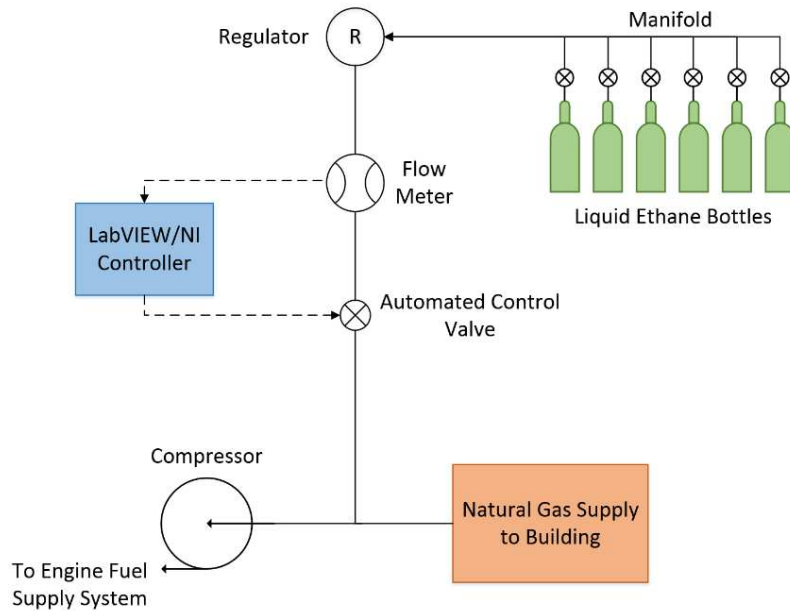 Manifold
Regulator
R
Flow
Meter
Liquid Ethane Bottles
LabVIEW/NI
Controller
Automated Control
Valve
Compressor
Natural Gas Supply
to Building
To Engine Fuel
Supply System